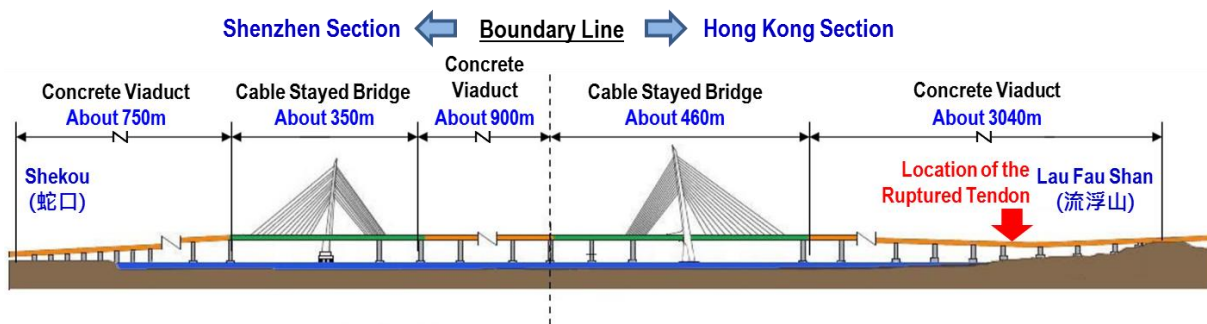 Shenzhen Section
Boundary Line
Hong Kong Section
Concrete Viaduct
About 750m
Cable Stayed Bridge
About 350m
Concrete
Viaduct
About 900m
Cable Stayed Bridge
About 460m
Concrete Viaduct
About 3040m
Shekou
(蛇口)
Location of the
Ruptured Tendon
Lau Fau Shan
(流浮山)